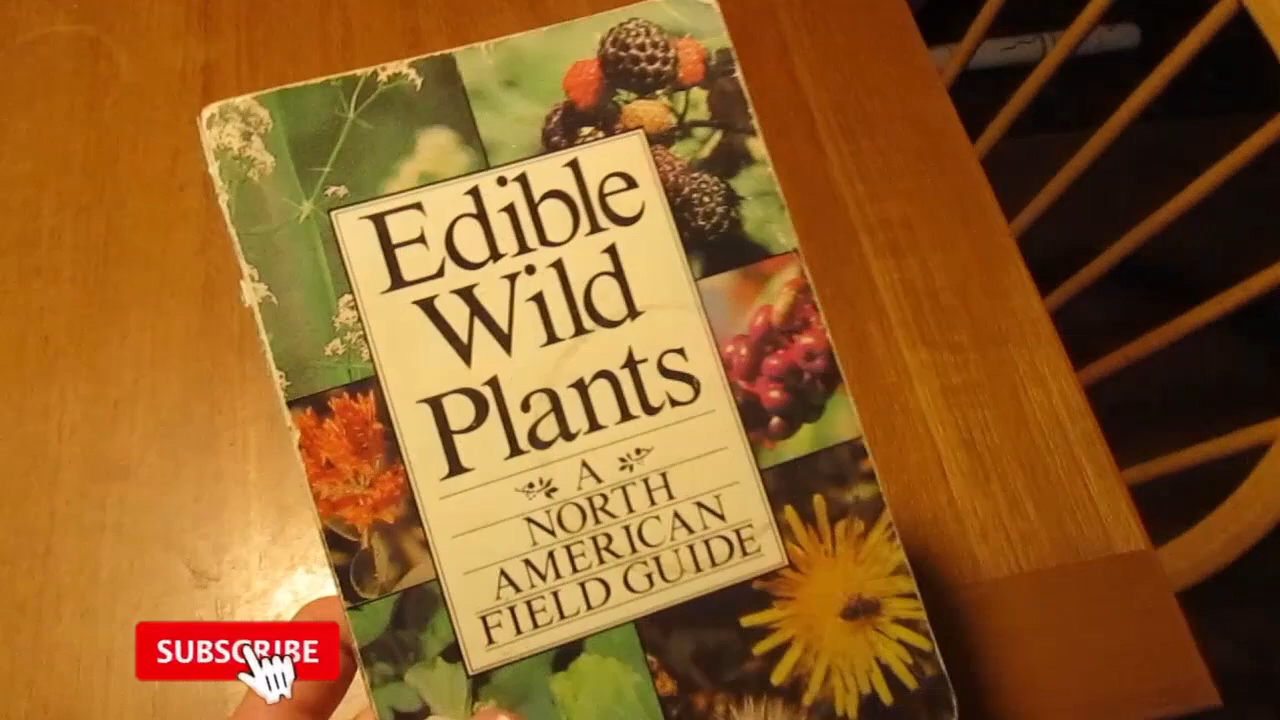 Edible
Wild
Plants
A
NORTH
AMERICAN
FIELD GUIDE
SUBSCRIBE